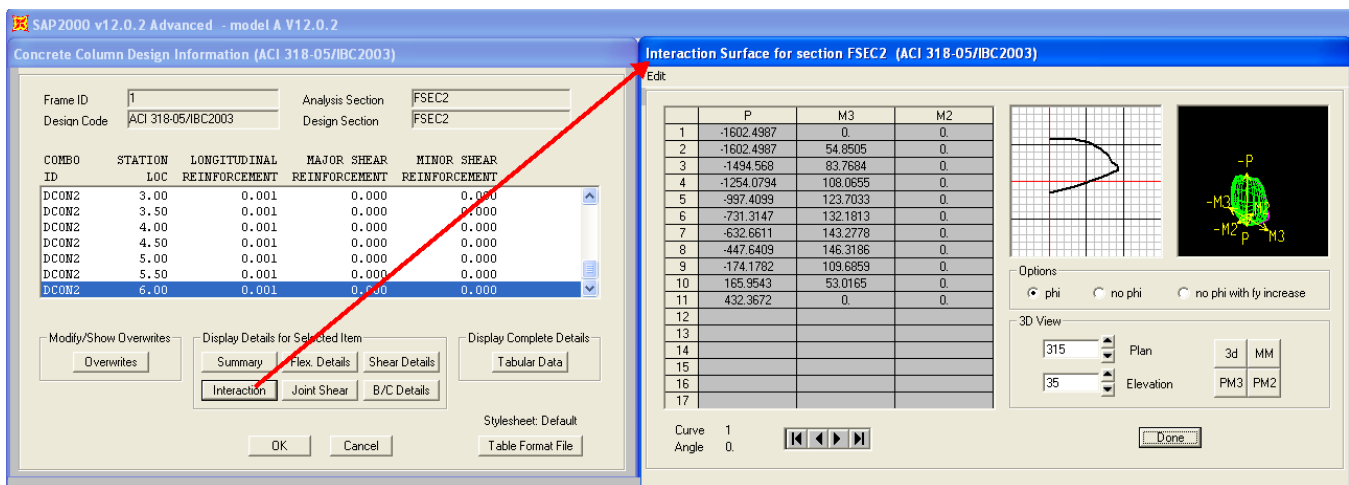 SAP2000 v12.0.2 Advanced - model A V12.0.2
Concrete Column Design Information (ACI 318-05/IBC2003)
Frame ID 1 Analysis Section FSEC2
Design Code ACI 318-05/IBC2003 Design Section FSEC2
COMBO STATION LONGITUDINAL MAJOR SHEAR MINOR SHEAR
ID LOC REINFORCEMENT REINFORCEMENT REINFORCEMENT
DCON2 3.00 0.001 0.000 0.000
DCON2 3.50 0.001 0.000 0.000
DCON2 4.00 0.001 0.000 0.000
DCON2 4.50 0.001 0.000 0.000
DCON2 5.00 0.001 0.000 0.000
DCON2 5.50 0.001 0.000 0.000
DCON2 6.00 0.001 0.000 0.000
Modify/Show Overwrites Display Details for Selected Item Display Complete Details
Overwrites Summary Flex. Details Shear Details Tabular Data
Interaction Joint Shear B/C Details
Stylesheet: Default
OK Cancel Table Format File
Interaction Surface for section FSEC2 (ACI 318-05/IBC2003)
Edit
P M3 M2
1 -1602.4987 0. 0.
2 -1602.4987 54.8505 0.
3 -1494.568 83.7684 0.
4 -1254.0794 108.0655 0.
5 -997.4099 123.7033 0.
6 -731.3147 132.1813 0.
7 -632.6611 143.2778 0.
8 -447.6409 146.3186 0.
9 -174.1782 109.6859 0.
10 165.9543 53.0165 0.
11 432.3672 0. 0.
12
13
14
15
16
17
Curve 1
Angle 0.
-P
-M3
-M2 P M3
Options
phi no phi no phi with fy increase
3D View
315 Plan 3d MM
35 Elevation PM3 PM2
Done